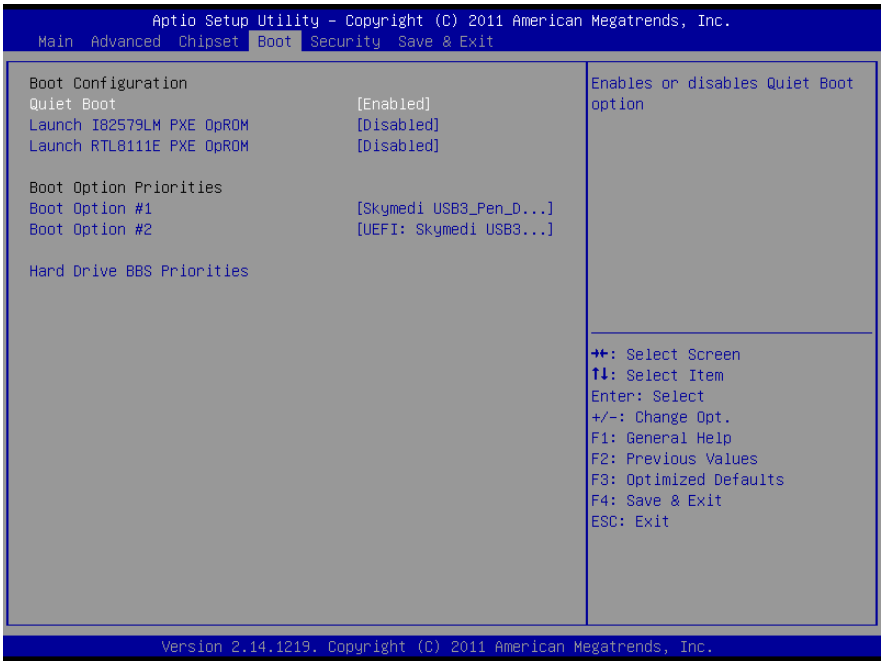 Aptio Setup Utility – Copyright (C) 2011 American Megatrends, Inc.
Main Advanced Chipset Boot Security Save & Exit
Boot Configuration
Quiet Boot [Enabled]
Launch I82579LM PXE OpROM [Disabled]
Launch RTL8111E PXE OpROM [Disabled]
Boot Option Priorities
Boot Option #1 [Skymedi USB3_Pen_D...]
Boot Option #2 [UEFI: Skymedi USB3...]
Hard Drive BBS Priorities
Enables or disables Quiet Boot
option
→←: Select Screen
↑↓: Select Item
Enter: Select
+/-: Change Opt.
F1: General Help
F2: Previous Values
F3: Optimized Defaults
F4: Save & Exit
ESC: Exit
Version 2.14.1219. Copyright (C) 2011 American Megatrends, Inc.